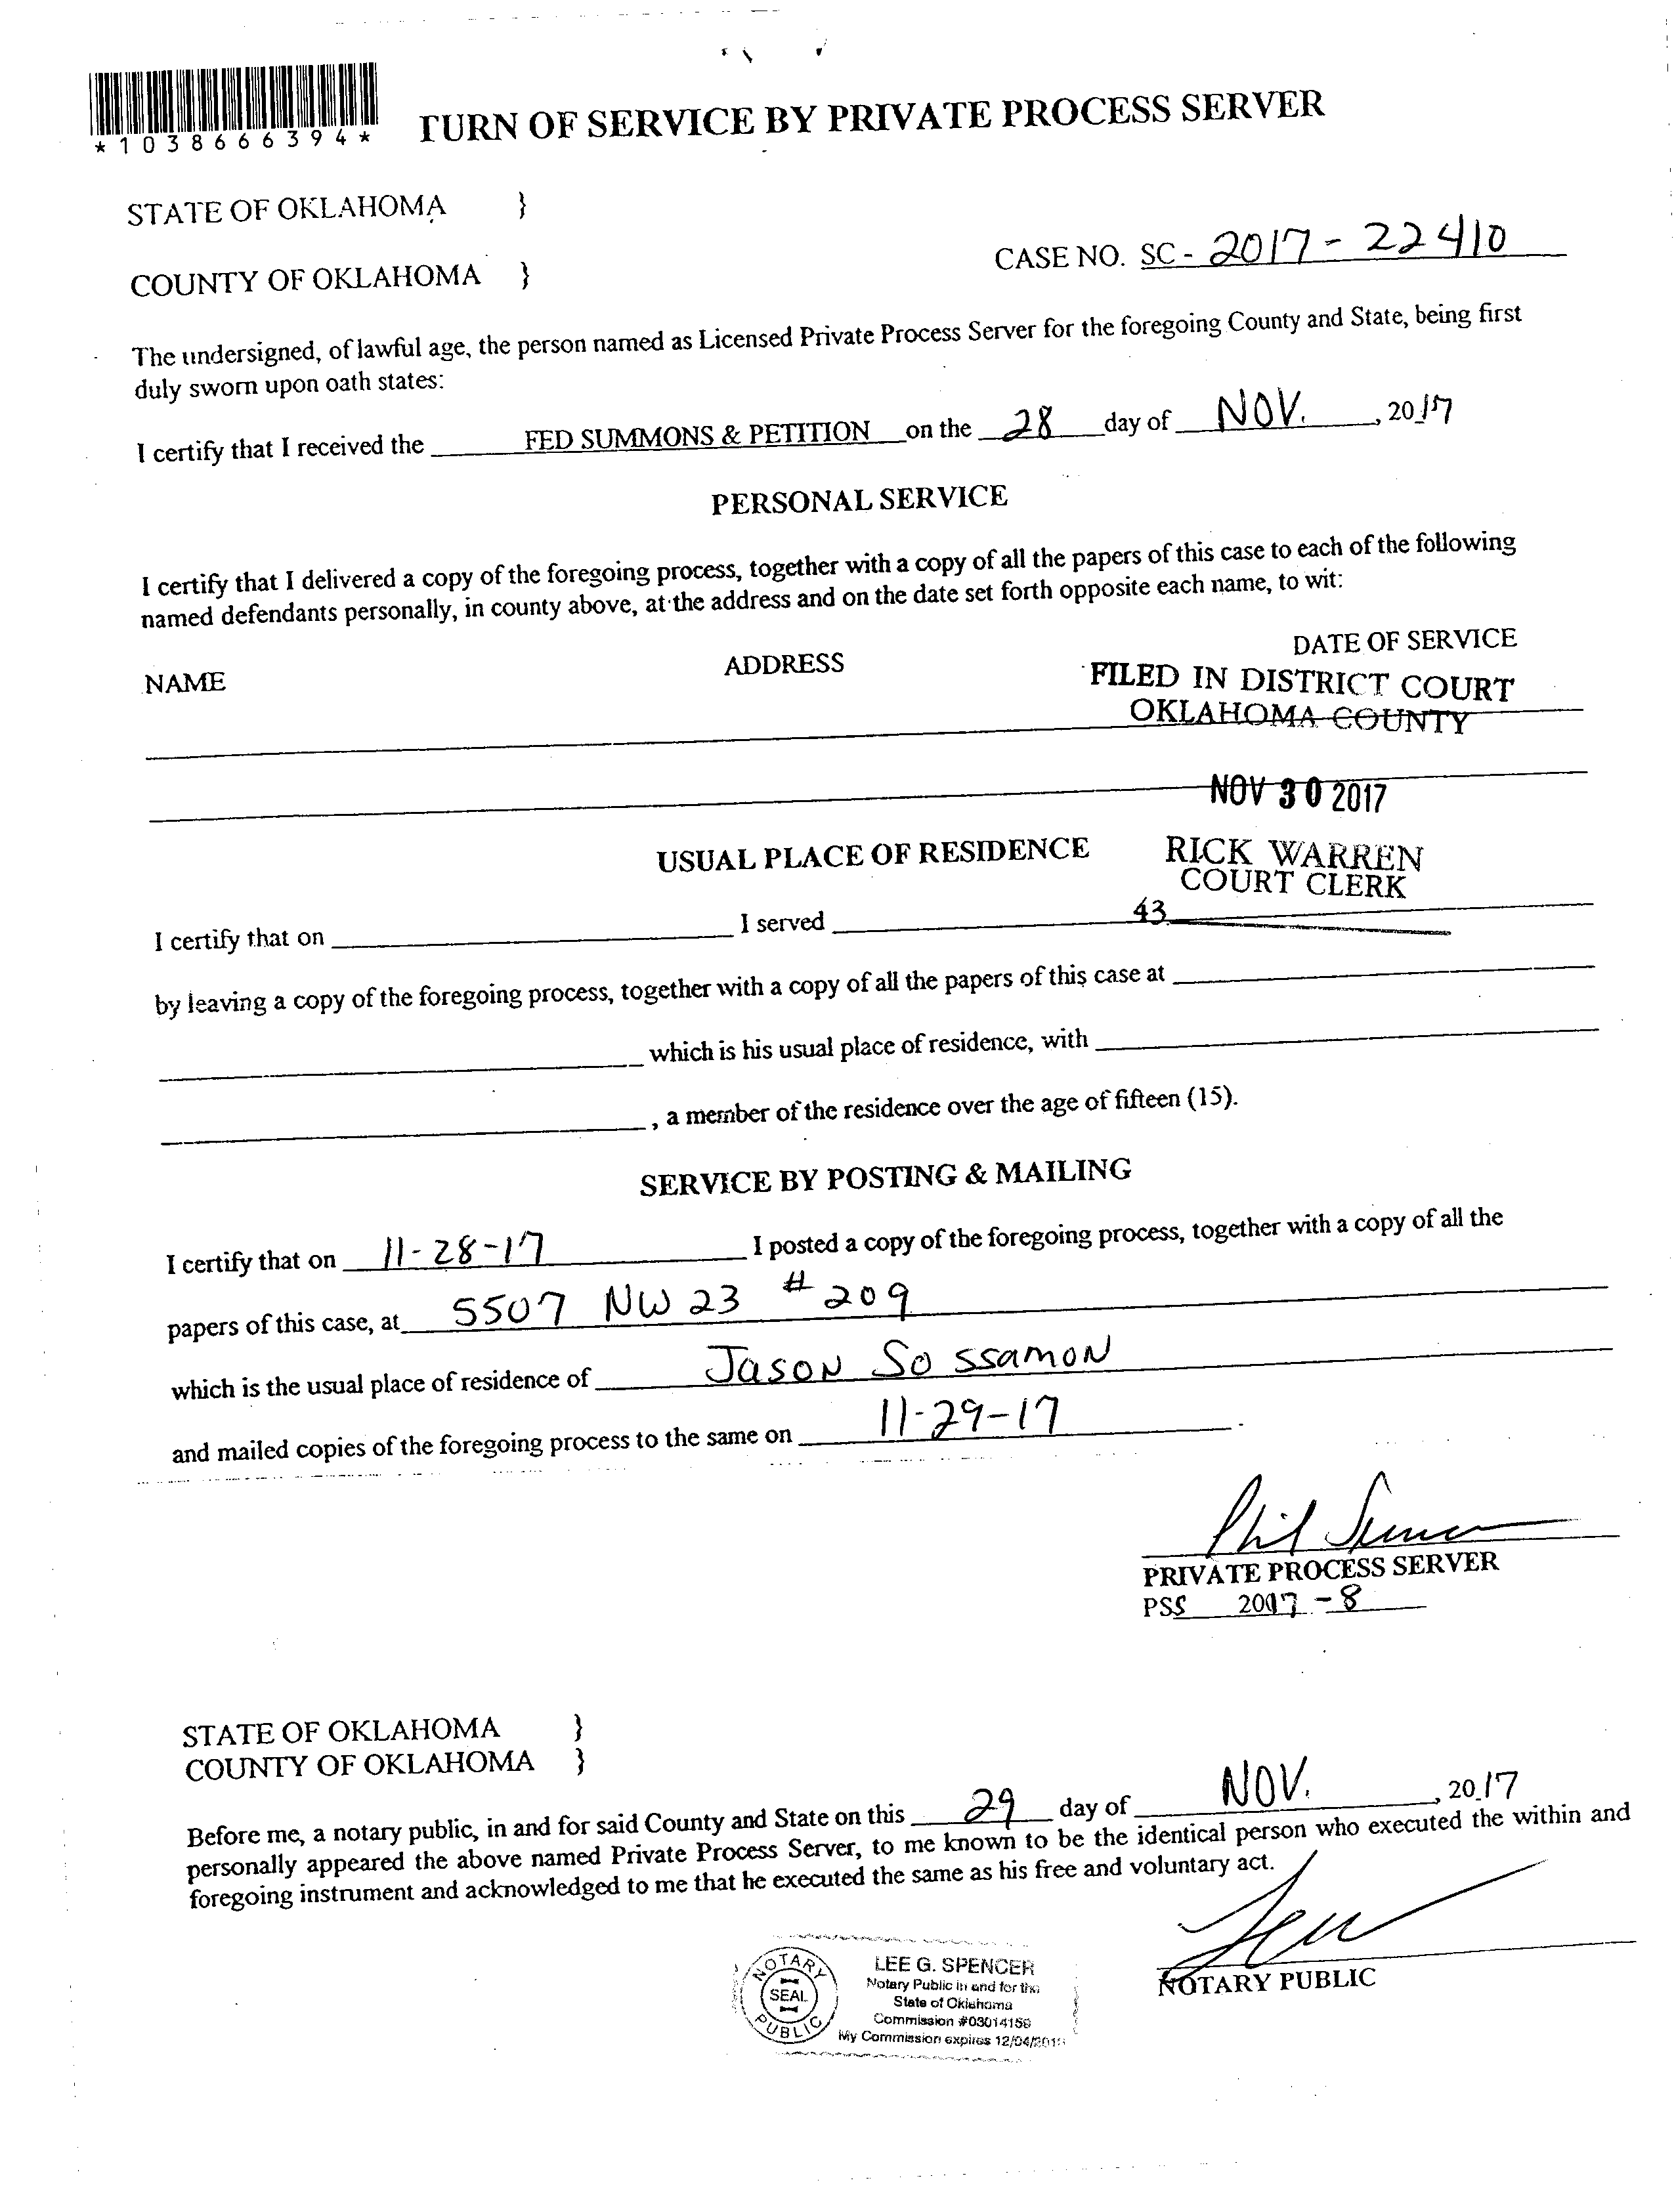 *1038666394*
TURN OF SERVICE BY PRIVATE PROCESS SERVER
STATE OF OKLAHOMA }
CASE NO. SC - 2017 - 22410
COUNTY OF OKLAHOMA }
The undersigned, of lawful age, the person named as Licensed Private Process Server for the foregoing County and State, being first
duly sworn upon oath states:
I certify that I received the FED SUMMONS & PETITION on the 28 day of NOV. , 2017
PERSONAL SERVICE
I certify that I delivered a copy of the foregoing process, together with a copy of all the papers of this case to each of the following
named defendants personally, in county above, at the address and on the date set forth opposite each name, to wit:
NAME ADDRESS DATE OF SERVICE
FILED IN DISTRICT COURT
OKLAHOMA COUNTY
NOV 30 2017
USUAL PLACE OF RESIDENCE
RICK WARREN
COURT CLERK
43
I certify that on I served
by leaving a copy of the foregoing process, together with a copy of all the papers of this case at
which is his usual place of residence, with
, a member of the residence over the age of fifteen (15).
SERVICE BY POSTING & MAILING
I certify that on 11-28-17 I posted a copy of the foregoing process, together with a copy of all the
papers of this case, at 5507 NW 23 # 209
which is the usual place of residence of Jason Sossamon
and mailed copies of the foregoing process to the same on 11-29-17
Phil
PRIVATE PROCESS SERVER
PSS 2017 - 8
STATE OF OKLAHOMA }
COUNTY OF OKLAHOMA }
Before me, a notary public, in and for said County and State on this 29 day of NOV. , 2017
personally appeared the above named Private Process Server, to me known to be the identical person who executed the within and
foregoing instrument and acknowledged to me that he executed the same as his free and voluntary act.
NOTARY PUBLIC
NOTARY
SEAL
PUBLIC
LEE G. SPENCER
Notary Public in and for the
State of Oklahoma
Commission #03014156
My Commission expires 12/04/201